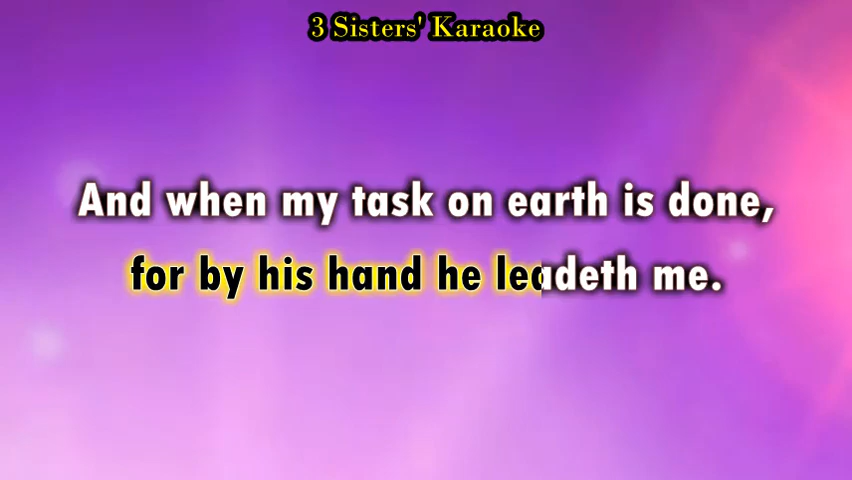 3 Sisters' Karaoke
And when my task on earth is done,
for by his hand he leadeth me.